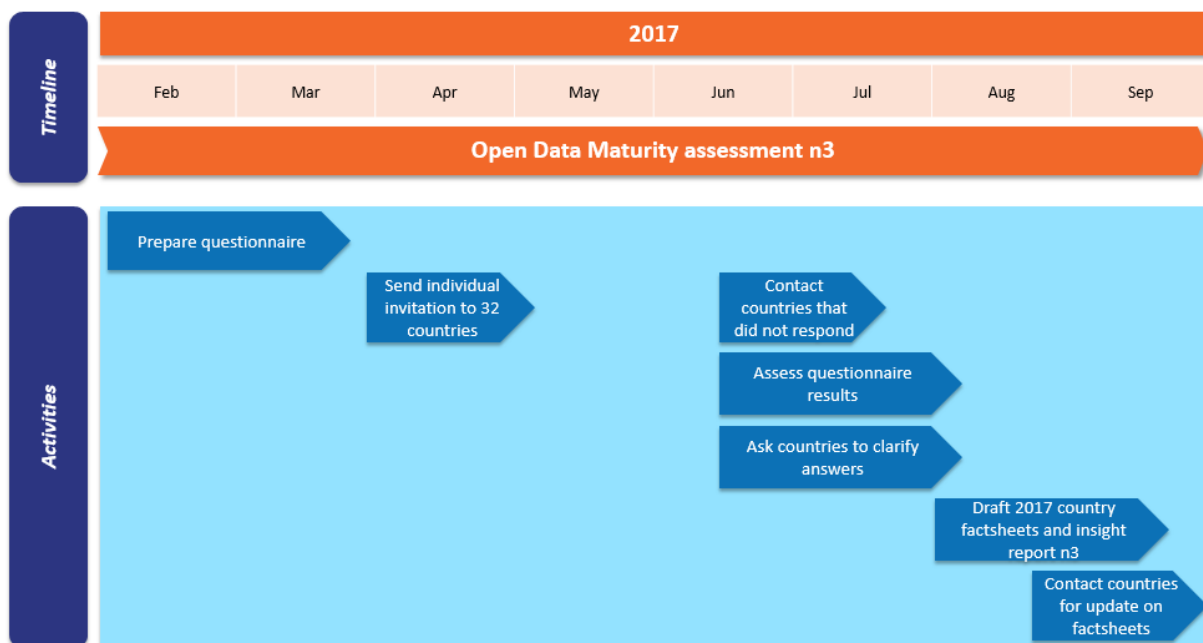 Timeline
2017
Feb
Mar
Apr
May
Jun
Jul
Aug
Sep
Open Data Maturity assessment n3
Activities
Prepare questionnaire
Send individual
invitation to 32
countries
Contact
countries that
did not respond
Assess questionnaire
results
Ask countries to clarify
answers
Draft 2017 country
factsheets and insight
report n3
Contact countries
for update on
factsheets